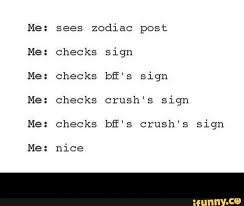 Me: sees zodiac post
Me: checks sign
Me: checks bff's sign
Me: checks crush's sign
Me: checks bff's crush's sign
Me: nice
ifunny.co